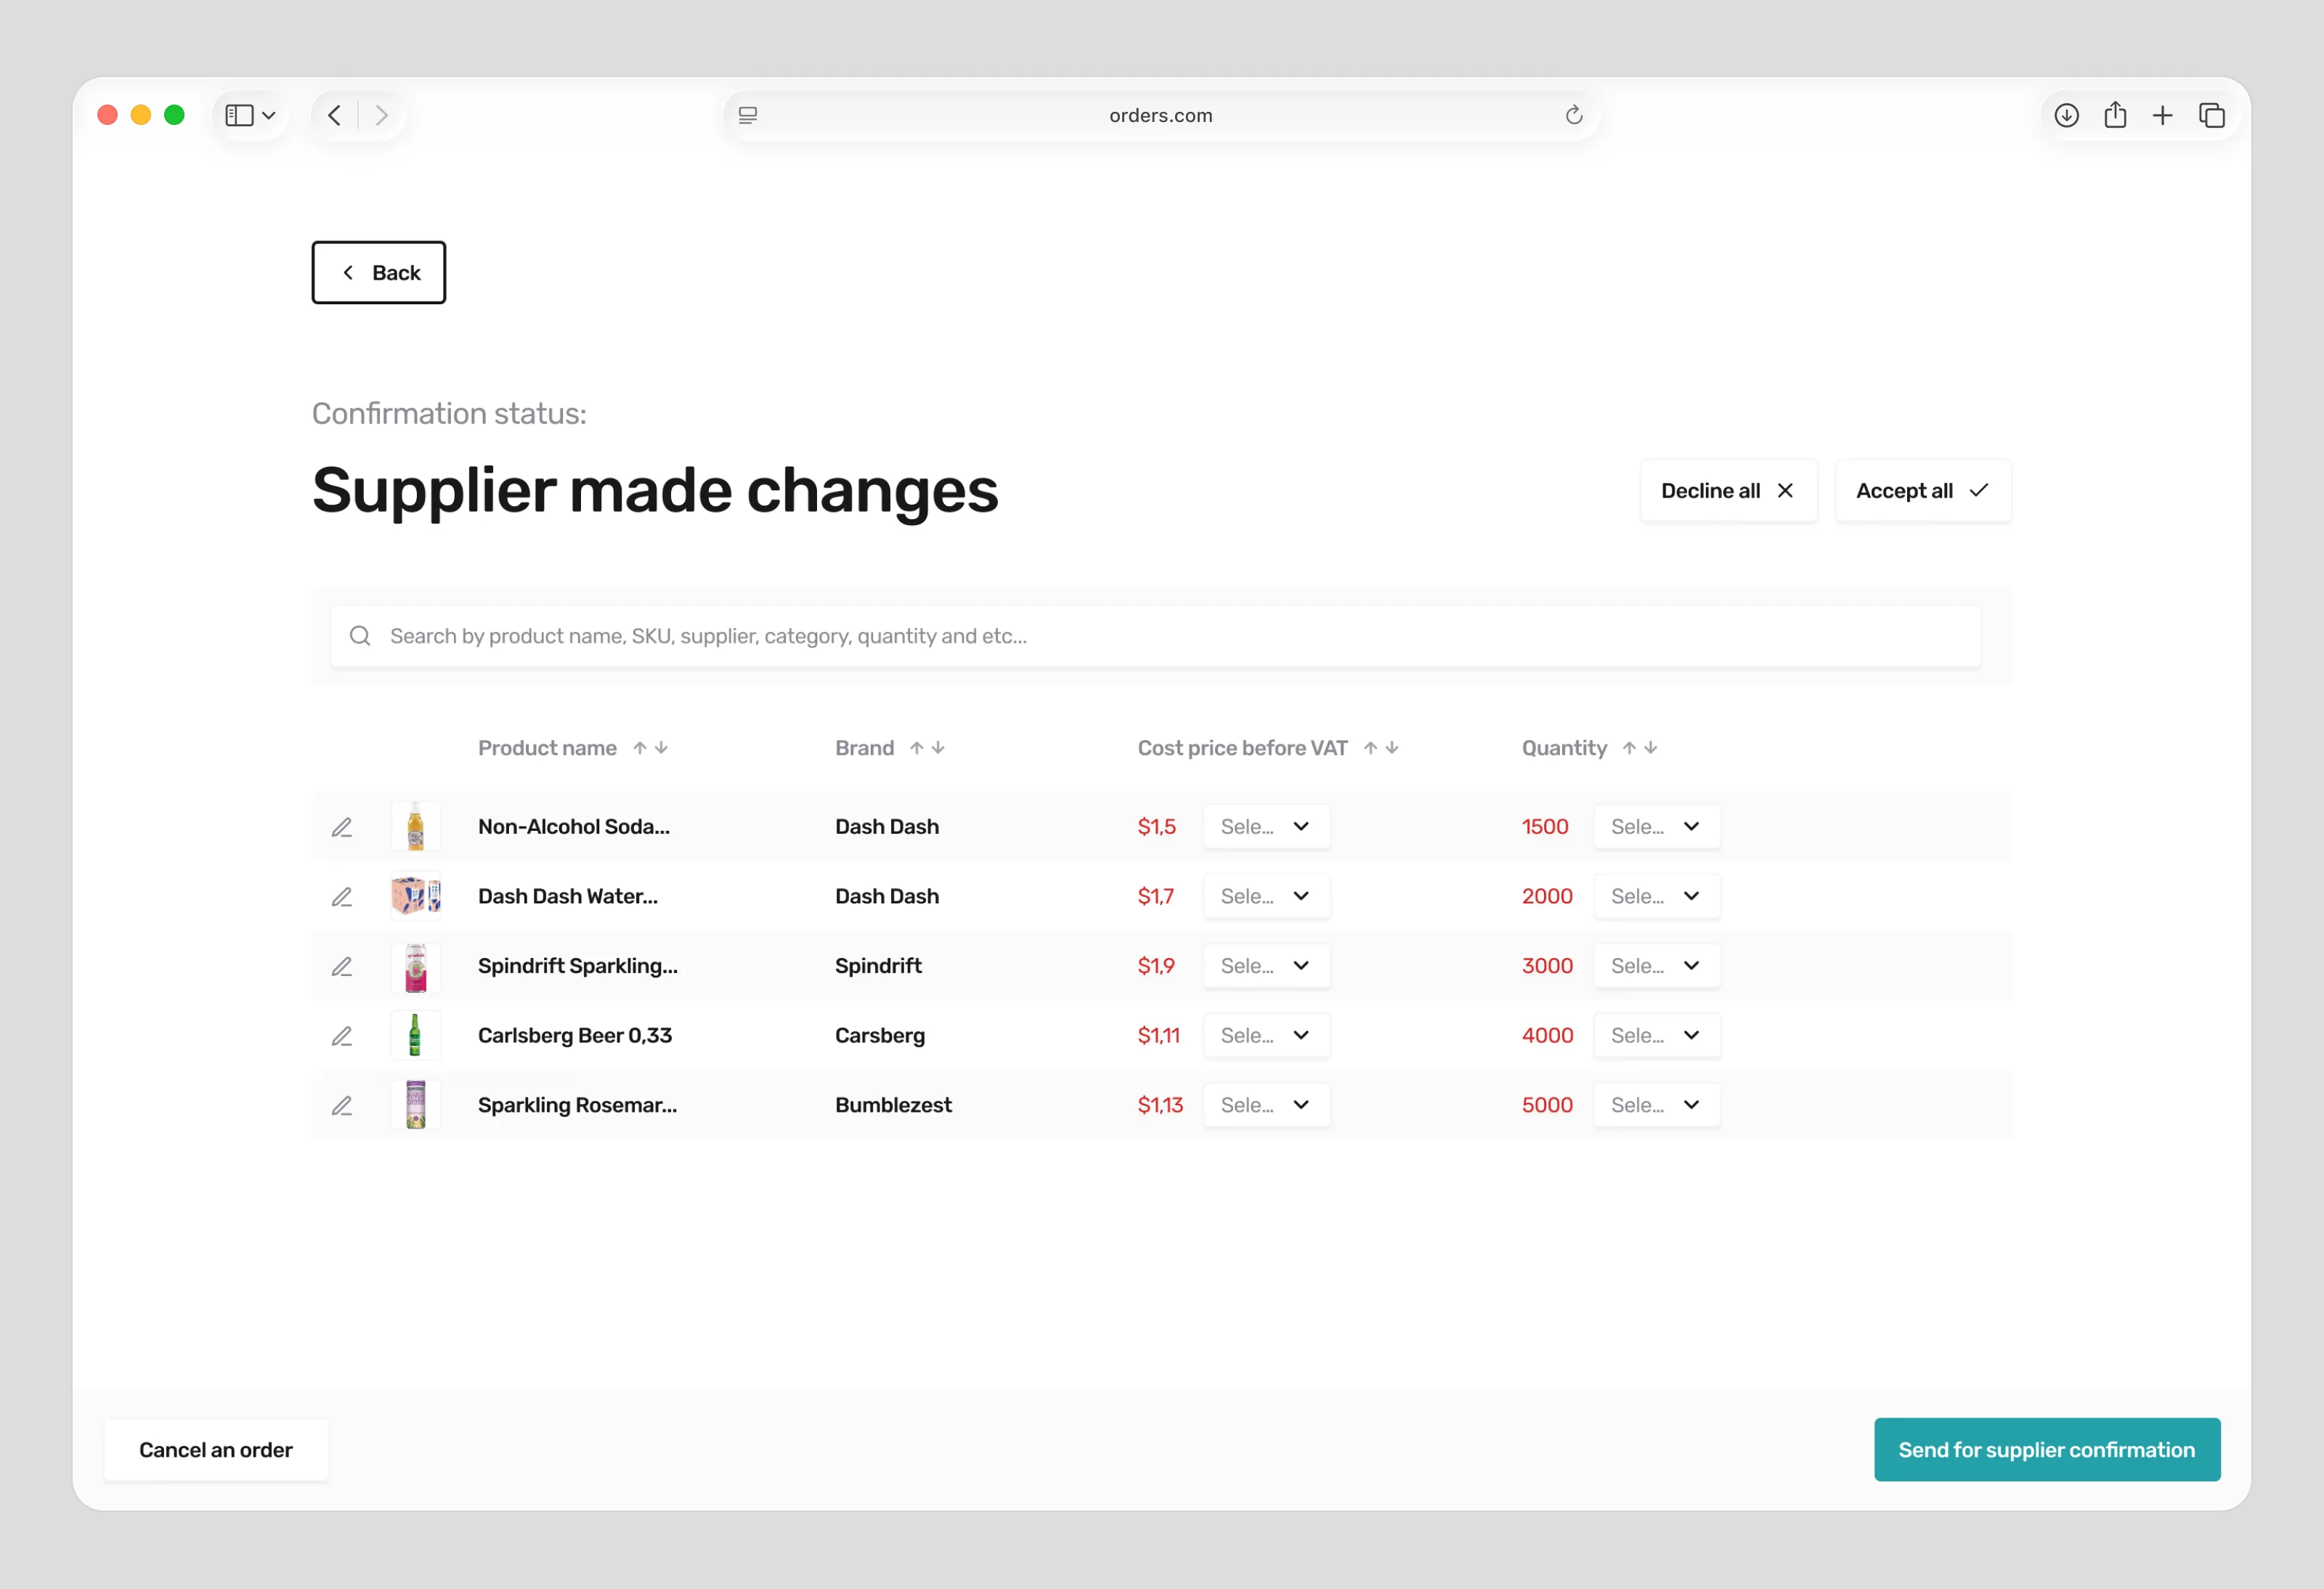 orders.com
Back
Confirmation status:
Supplier made changes
Decline all
Accept all
Search by product name, SKU, supplier, category, quantity and etc...
Product name Brand Cost price before VAT Quantity
Non-Alcohol Soda... Dash Dash $1,5 Sele... 1500 Sele...
Dash Dash Water... Dash Dash $1,7 Sele... 2000 Sele...
Spindrift Sparkling... Spindrift $1,9 Sele... 3000 Sele...
Carlsberg Beer 0,33 Carsberg $1,11 Sele... 4000 Sele...
Sparkling Rosemar... Bumblezest $1,13 Sele... 5000 Sele...
Cancel an order
Send for supplier confirmation